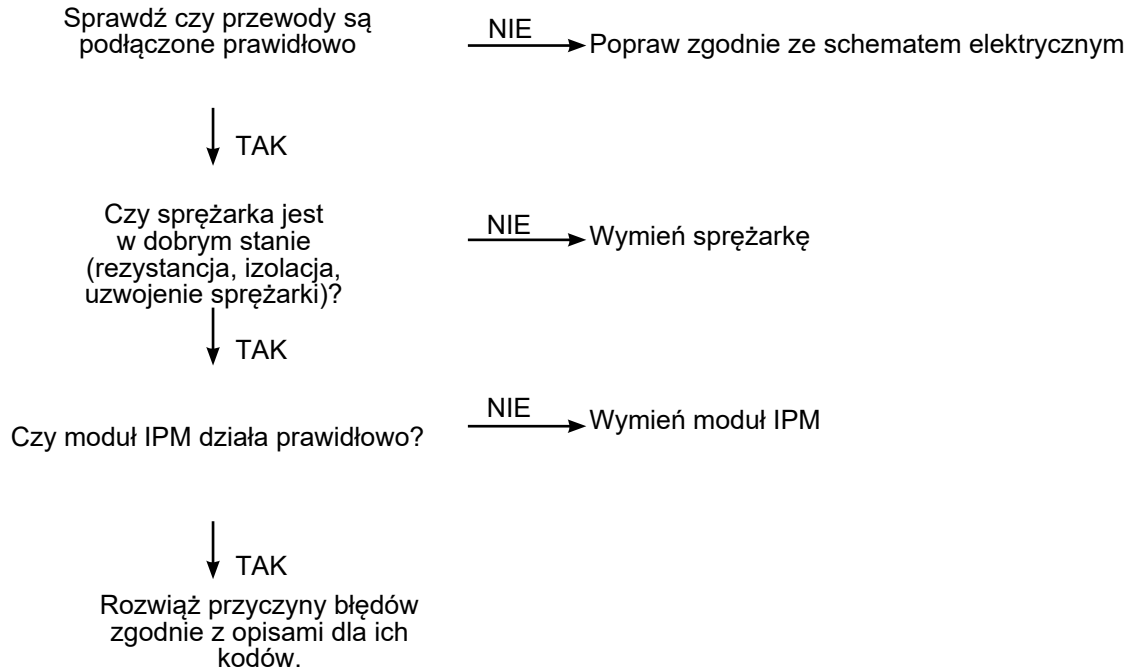 Sprawdź czy przewody są
podłączone prawidłowo
NIE
Popraw zgodnie ze schematem elektrycznym
TAK
Czy sprężarka jest
w dobrym stanie
(rezystancja, izolacja,
uzwojenie sprężarki)?
NIE
Wymień sprężarkę
TAK
Czy moduł IPM działa prawidłowo?
NIE
Wymień moduł IPM
TAK
Rozwiąż przyczyny błędów
zgodnie z opisami dla ich
kodów.